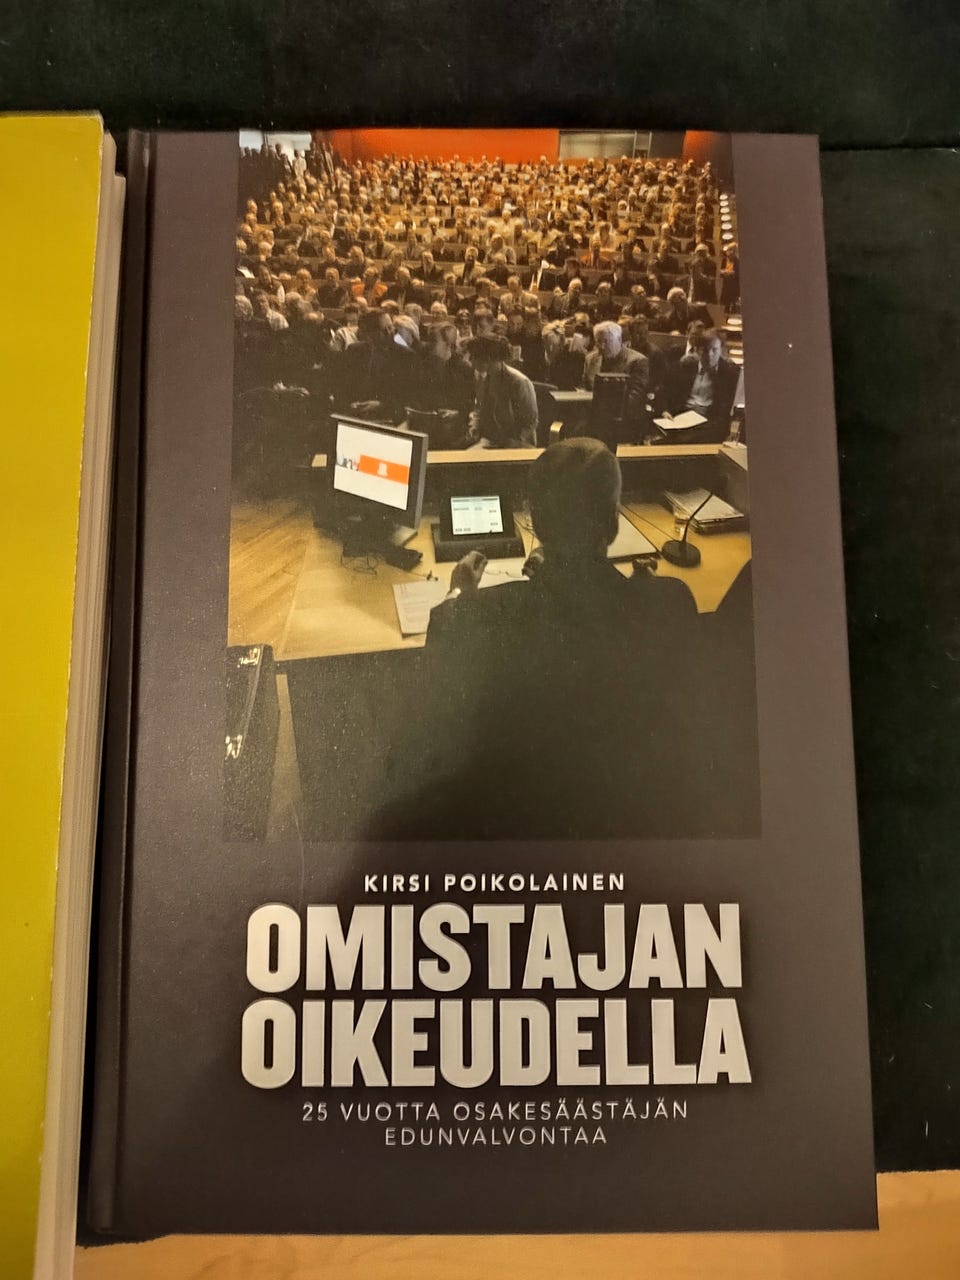 KIRSI POIKOLAINEN
OMISTAJAN
OIKEUDELLA
25 VUOTTA OSAKESÄÄSTÄJÄN
EDUNVALVONTAA